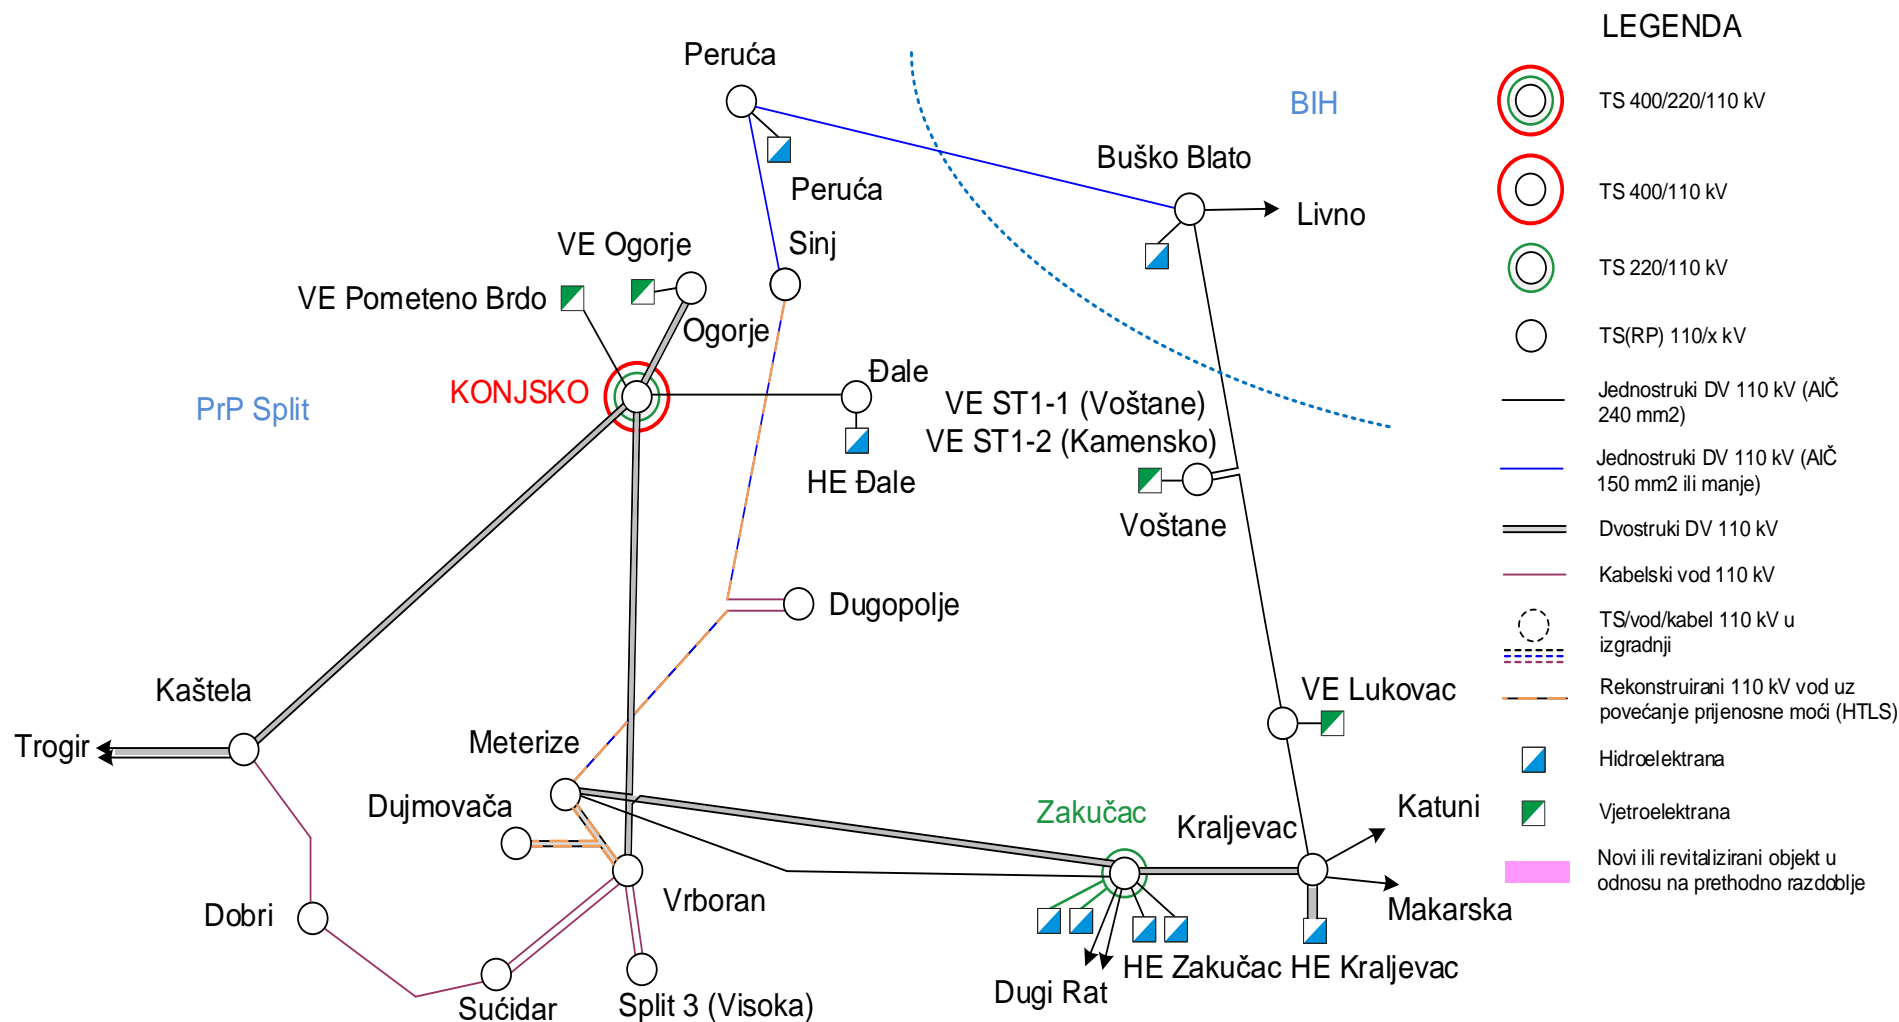 LEGENDA
Peruća
TS 400/220/110 kV
BIH
Buško Blato
Peruća
TS 400/110 kV
Livno
VE Ogorje
Sinj
TS 220/110 kV
VE Pometeno Brdo
Ogorje
TS(RP) 110/x kV
KONJSKO
Đale
PrP Split
VE ST1-1 (Voštane)
VE ST1-2 (Kamensko)
Jednostruki DV 110 kV (AlČ
240 mm2)
HE Đale
Jednostruki DV 110 kV (AlČ
150 mm2 ili manje)
Voštane
Dvostruki DV 110 kV
Kabelski vod 110 kV
Dugopolje
TS/vod/kabel 110 kV u
izgradnji
Kaštela
VE Lukovac
Rekonstruirani 110 kV vod uz
povećanje prijenosne moći (HTLS)
Trogir
Meterize
Hidroelektrana
Dujmovača
Zakučac
Kraljevac
Katuni
Vjetroelektrana
Novi ili revitalizirani objekt u
odnosu na prethodno razdoblje
Vrboran
Makarska
Dobri
HE Zakučac
HE Kraljevac
Dugi Rat
Sućidar
Split 3 (Visoka)